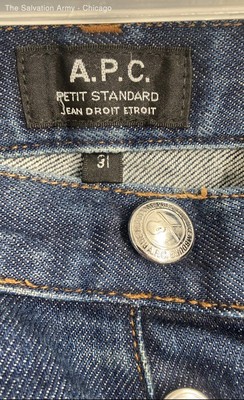 The Salvation Army - Chicago
A.P.C.
PETIT STANDARD
JEAN DROIT ETROIT
31